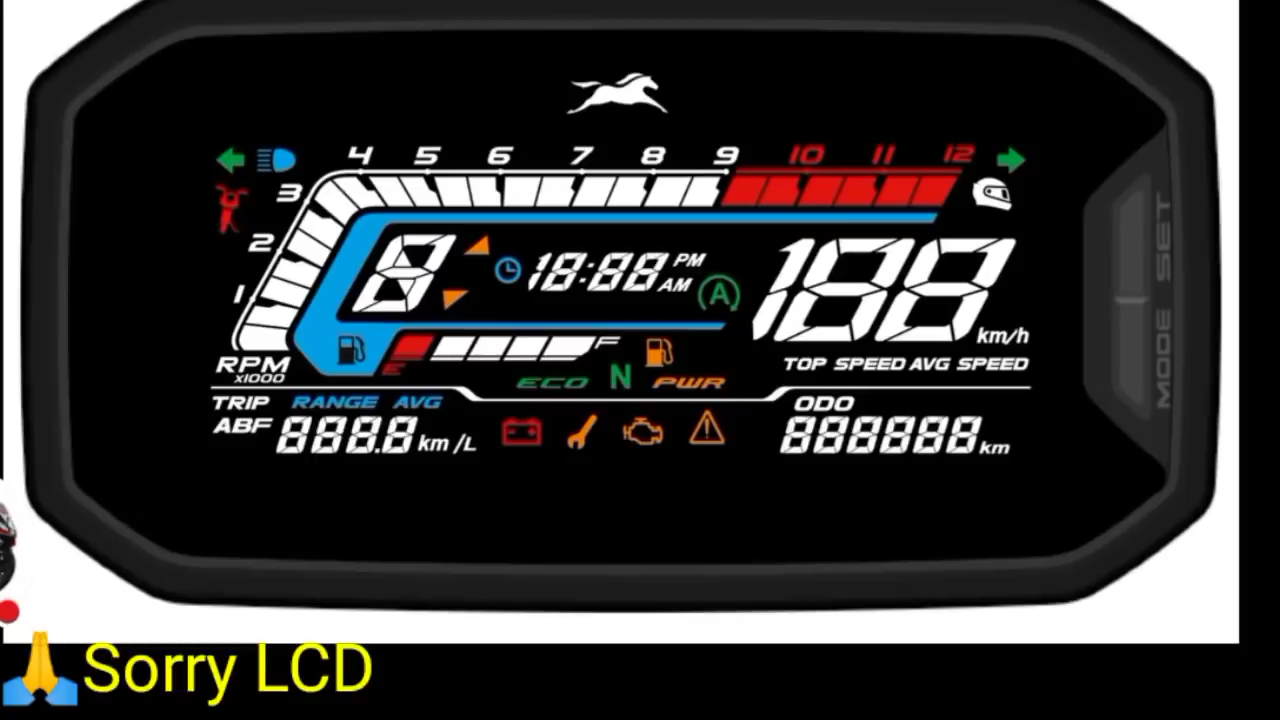 4 5 6 7 8 9 10 11 12
3
2
1
8 18:88 PM
AM
A
188
km/h
RPM
x1000
E F
TOP SPEED AVG SPEED
ECO N PWR
TRIP RANGE AVG
ABF 888.8 km/L
ODO
888888 km
MODE SET
🙏Sorry LCD